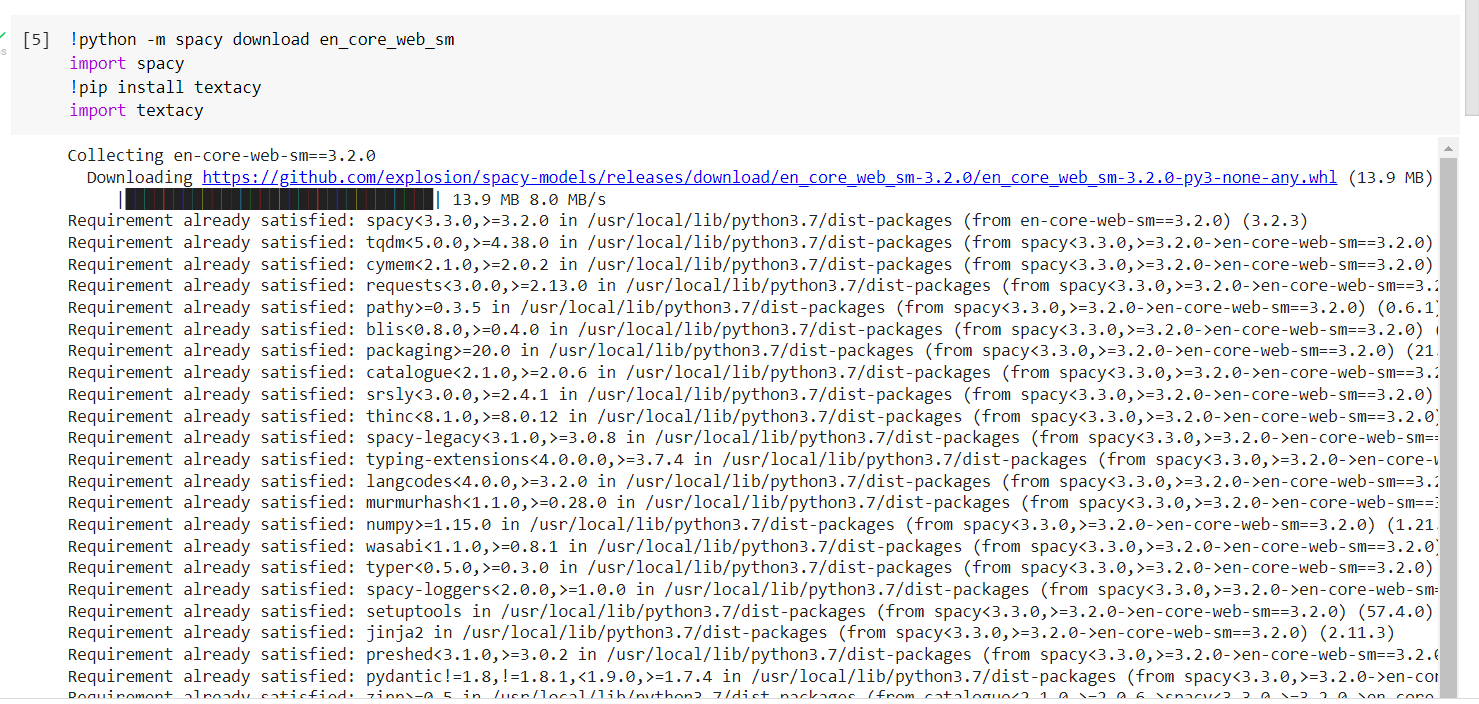 [5] !python -m spacy download en_core_web_sm
import spacy
!pip install textacy
import textacy
Collecting en-core-web-sm==3.2.0
Downloading https://github.com/explosion/spacy-models/releases/download/en_core_web_sm-3.2.0/en_core_web_sm-3.2.0-py3-none-any.whl (13.9 MB)
13.9 MB 8.0 MB/s
Requirement already satisfied: spacy<3.3.0,>=3.2.0 in /usr/local/lib/python3.7/dist-packages (from en-core-web-sm==3.2.0) (3.2.3)
Requirement already satisfied: tqdm<5.0.0,>=4.38.0 in /usr/local/lib/python3.7/dist-packages (from spacy<3.3.0,>=3.2.0->en-core-web-sm==3.2.0)
Requirement already satisfied: cymem<2.1.0,>=2.0.2 in /usr/local/lib/python3.7/dist-packages (from spacy<3.3.0,>=3.2.0->en-core-web-sm==3.2.0)
Requirement already satisfied: requests<3.0.0,>=2.13.0 in /usr/local/lib/python3.7/dist-packages (from spacy<3.3.0,>=3.2.0->en-core-web-sm==3.2
Requirement already satisfied: pathy>=0.3.5 in /usr/local/lib/python3.7/dist-packages (from spacy<3.3.0,>=3.2.0->en-core-web-sm==3.2.0) (0.6.1)
Requirement already satisfied: blis<0.8.0,>=0.4.0 in /usr/local/lib/python3.7/dist-packages (from spacy<3.3.0,>=3.2.0->en-core-web-sm==3.2.0) (
Requirement already satisfied: packaging>=20.0 in /usr/local/lib/python3.7/dist-packages (from spacy<3.3.0,>=3.2.0->en-core-web-sm==3.2.0) (21.
Requirement already satisfied: catalogue<2.1.0,>=2.0.6 in /usr/local/lib/python3.7/dist-packages (from spacy<3.3.0,>=3.2.0->en-core-web-sm==3.2
Requirement already satisfied: srsly<3.0.0,>=2.4.1 in /usr/local/lib/python3.7/dist-packages (from spacy<3.3.0,>=3.2.0->en-core-web-sm==3.2.0)
Requirement already satisfied: thinc<8.1.0,>=8.0.12 in /usr/local/lib/python3.7/dist-packages (from spacy<3.3.0,>=3.2.0->en-core-web-sm==3.2.0)
Requirement already satisfied: spacy-legacy<3.1.0,>=3.0.8 in /usr/local/lib/python3.7/dist-packages (from spacy<3.3.0,>=3.2.0->en-core-web-sm==
Requirement already satisfied: typing-extensions<4.0.0.0,>=3.7.4 in /usr/local/lib/python3.7/dist-packages (from spacy<3.3.0,>=3.2.0->en-core-w
Requirement already satisfied: langcodes<4.0.0,>=3.2.0 in /usr/local/lib/python3.7/dist-packages (from spacy<3.3.0,>=3.2.0->en-core-web-sm==3.2
Requirement already satisfied: murmurhash<1.1.0,>=0.28.0 in /usr/local/lib/python3.7/dist-packages (from spacy<3.3.0,>=3.2.0->en-core-web-sm==3
Requirement already satisfied: numpy>=1.15.0 in /usr/local/lib/python3.7/dist-packages (from spacy<3.3.0,>=3.2.0->en-core-web-sm==3.2.0) (1.21.
Requirement already satisfied: wasabi<1.1.0,>=0.8.1 in /usr/local/lib/python3.7/dist-packages (from spacy<3.3.0,>=3.2.0->en-core-web-sm==3.2.0)
Requirement already satisfied: typer<0.5.0,>=0.3.0 in /usr/local/lib/python3.7/dist-packages (from spacy<3.3.0,>=3.2.0->en-core-web-sm==3.2.0)
Requirement already satisfied: spacy-loggers<2.0.0,>=1.0.0 in /usr/local/lib/python3.7/dist-packages (from spacy<3.3.0,>=3.2.0->en-core-web-sm=
Requirement already satisfied: setuptools in /usr/local/lib/python3.7/dist-packages (from spacy<3.3.0,>=3.2.0->en-core-web-sm==3.2.0) (57.4.0)
Requirement already satisfied: jinja2 in /usr/local/lib/python3.7/dist-packages (from spacy<3.3.0,>=3.2.0->en-core-web-sm==3.2.0) (2.11.3)
Requirement already satisfied: preshed<3.1.0,>=3.0.2 in /usr/local/lib/python3.7/dist-packages (from spacy<3.3.0,>=3.2.0->en-core-web-sm==3.2.0
Requirement already satisfied: pydantic!=1.8,!=1.8.1,<1.9.0,>=1.7.4 in /usr/local/lib/python3.7/dist-packages (from spacy<3.3.0,>=3.2.0->en-cor
Requirement already satisfied: zipp>=0.5 in /usr/local/lib/python3.7/dist-packages (from catalogue<2.1.0,>=2.0.6->spacy<3.3.0,>=3.2.0->en-core